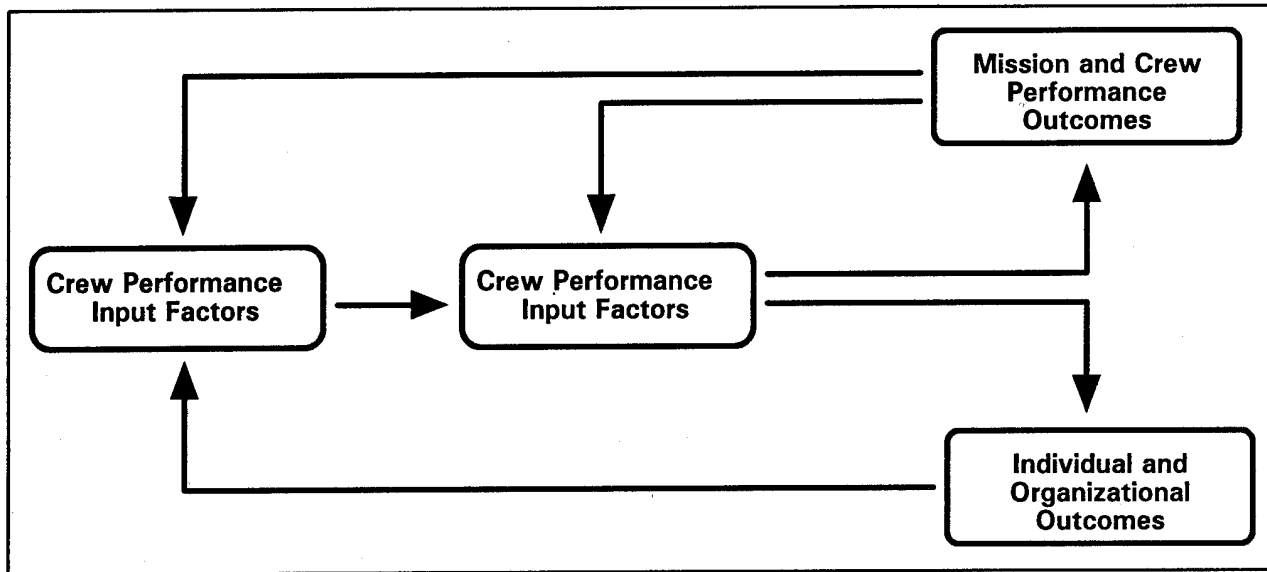 Mission and Crew
Performance
Outcomes
Crew Performance
Input Factors
Crew Performance
Input Factors
Individual and
Organizational
Outcomes